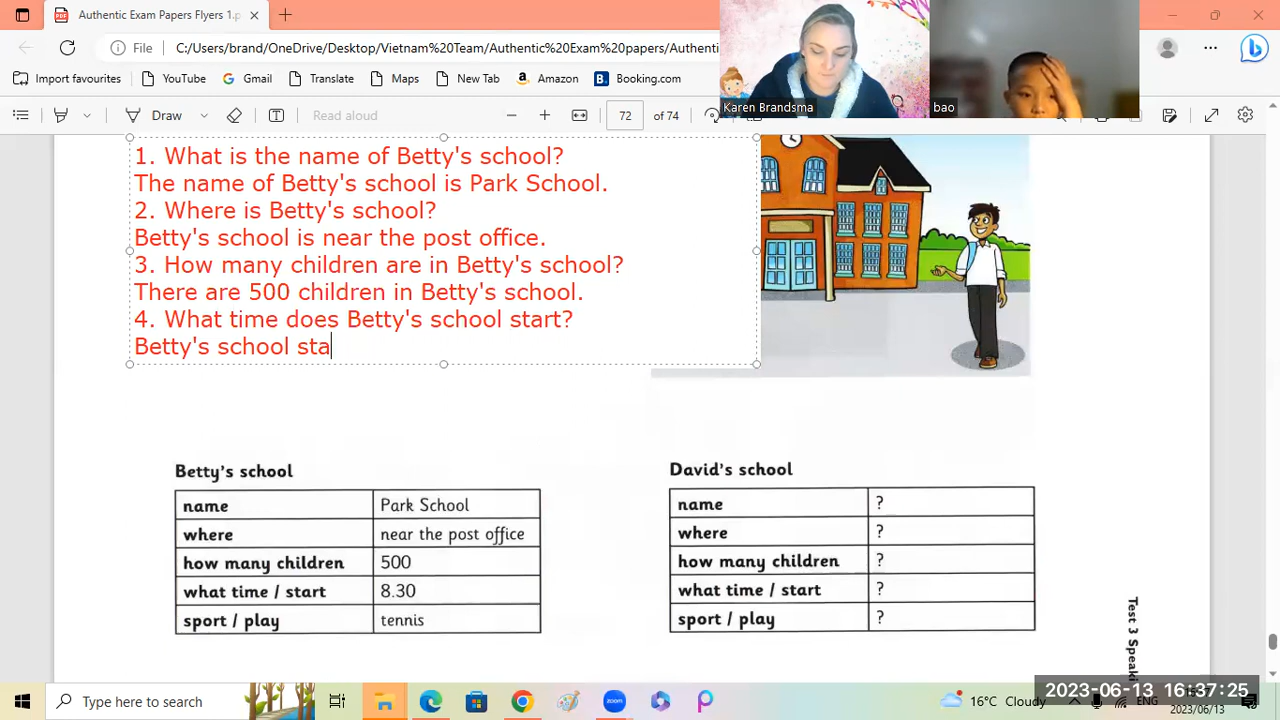 Authentic Exam Papers Flyers 1.p
File
C:/Users/brand/OneDrive/Desktop/Vietnam%20Team/Authentic%20Exam%20papers/Authenti
Import favourites
YouTube
Gmail
Translate
Maps
New Tab
Amazon
Booking.com
Karen Brandsma
bao
Draw
Read aloud
72 of 74
1. What is the name of Betty's school?
The name of Betty's school is Park School.
2. Where is Betty's school?
Betty's school is near the post office.
3. How many children are in Betty's school?
There are 500 children in Betty's school.
4. What time does Betty's school start?
Betty's school sta
Betty's school
name Park School
where near the post office
how many children 500
what time / start 8.30
sport / play tennis
David's school
name ?
where ?
how many children ?
what time / start ?
sport / play ?
Test 3 Speaki
Type here to search
16°C Cloudy
2023-06-13 16:37:25
2023/06/13